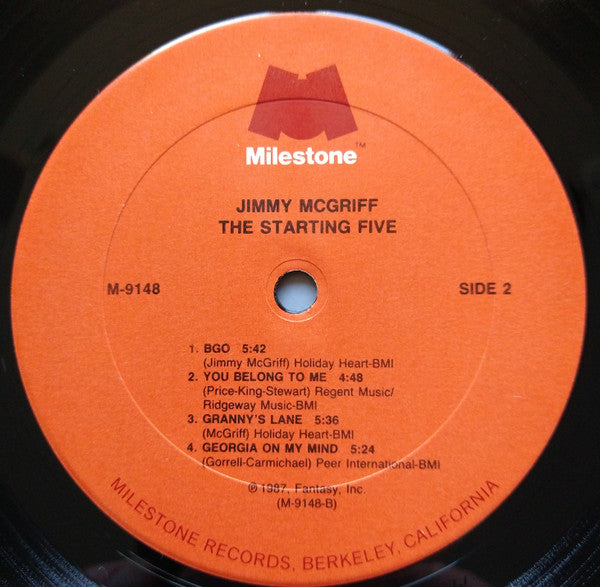 Milestone™
JIMMY MCGRIFF
THE STARTING FIVE
M-9148
SIDE 2
1. BGO 5:42
(Jimmy McGriff) Holiday Heart-BMI
2. YOU BELONG TO ME 4:48
(Price-King-Stewart) Regent Music/
Ridgeway Music-BMI
3. GRANNY'S LANE 5:36
(McGriff) Holiday Heart-BMI
4. GEORGIA ON MY MIND 5:24
(Gorrell-Carmichael) Peer International-BMI
℗ 1987, Fantasy, Inc.
(M-9148-B)
MILESTONE RECORDS, BERKELEY, CALIFORNIA